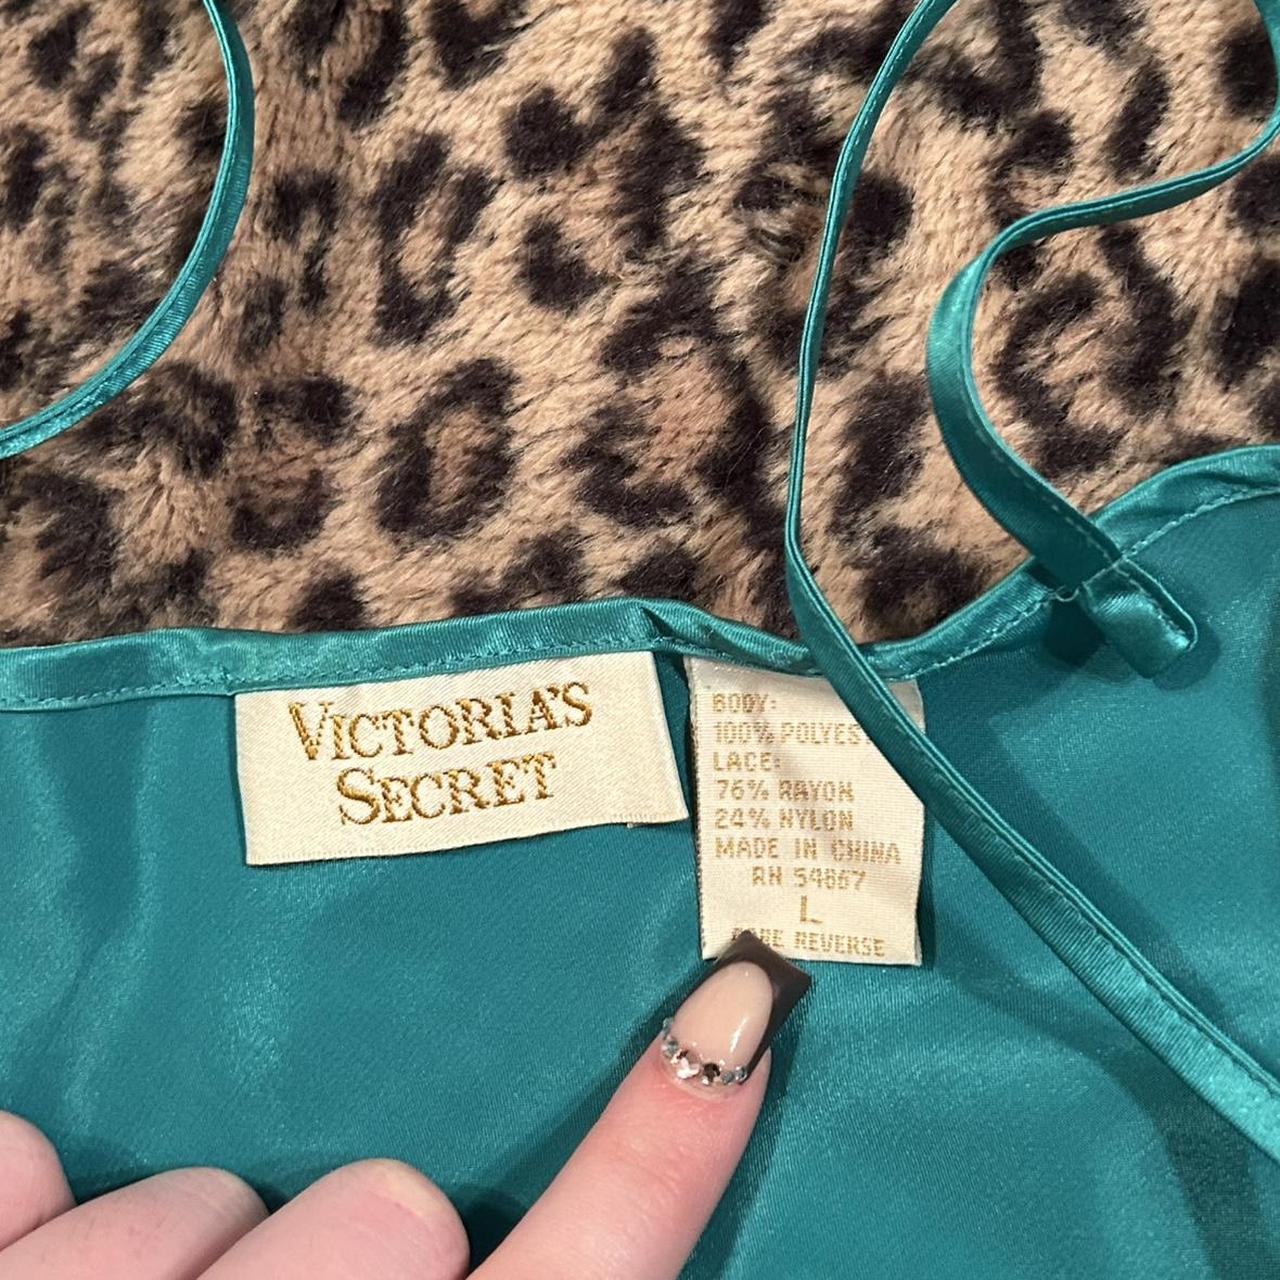 VICTORIA'S
SECRET
BODY:
100% POLYES
LACE:
76% RAYON
24% NYLON
MADE IN CHINA
RN 54867
L
REVERSE